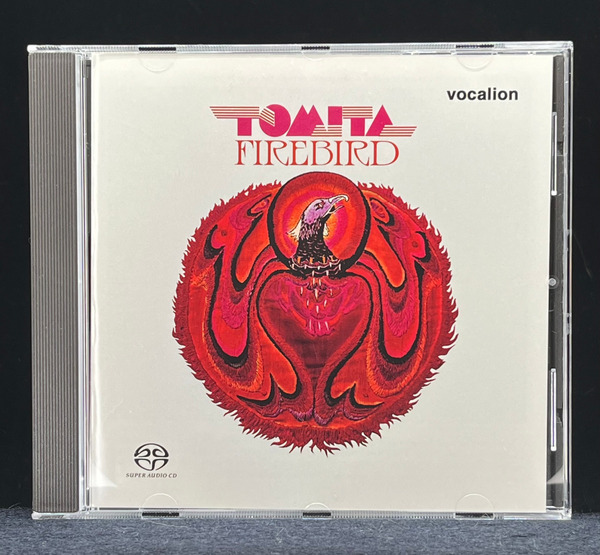 vocalion
TOMITA
FIREBIRD
SUPER AUDIO CD